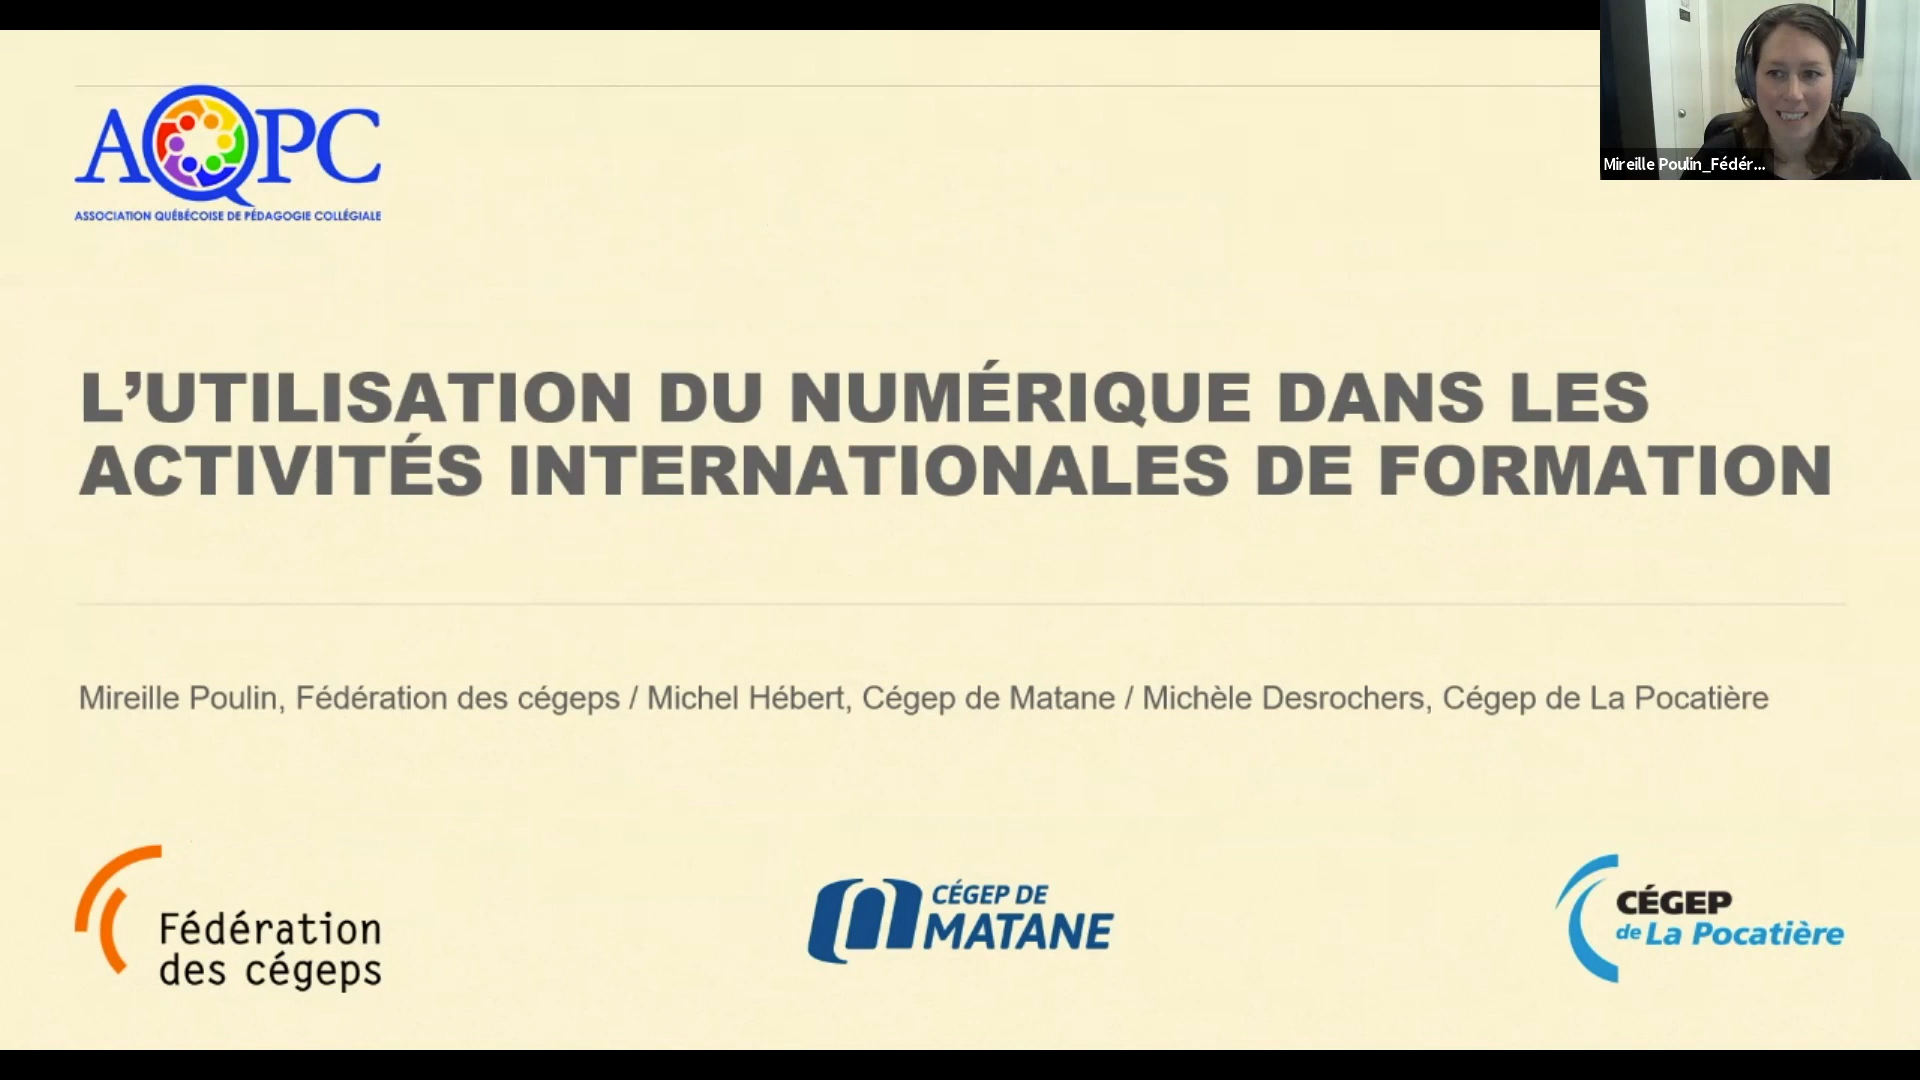 AQPC
ASSOCIATION QUÉBÉCOISE DE PÉDAGOGIE COLLÉGIALE
Mireille Poulin_Fédér...
L’UTILISATION DU NUMÉRIQUE DANS LES
ACTIVITÉS INTERNATIONALES DE FORMATION
Mireille Poulin, Fédération des cégeps / Michel Hébert, Cégep de Matane / Michèle Desrochers, Cégep de La Pocatière
Fédération
des cégeps
CÉGEP DE
MATANE
CÉGEP
de La Pocatière